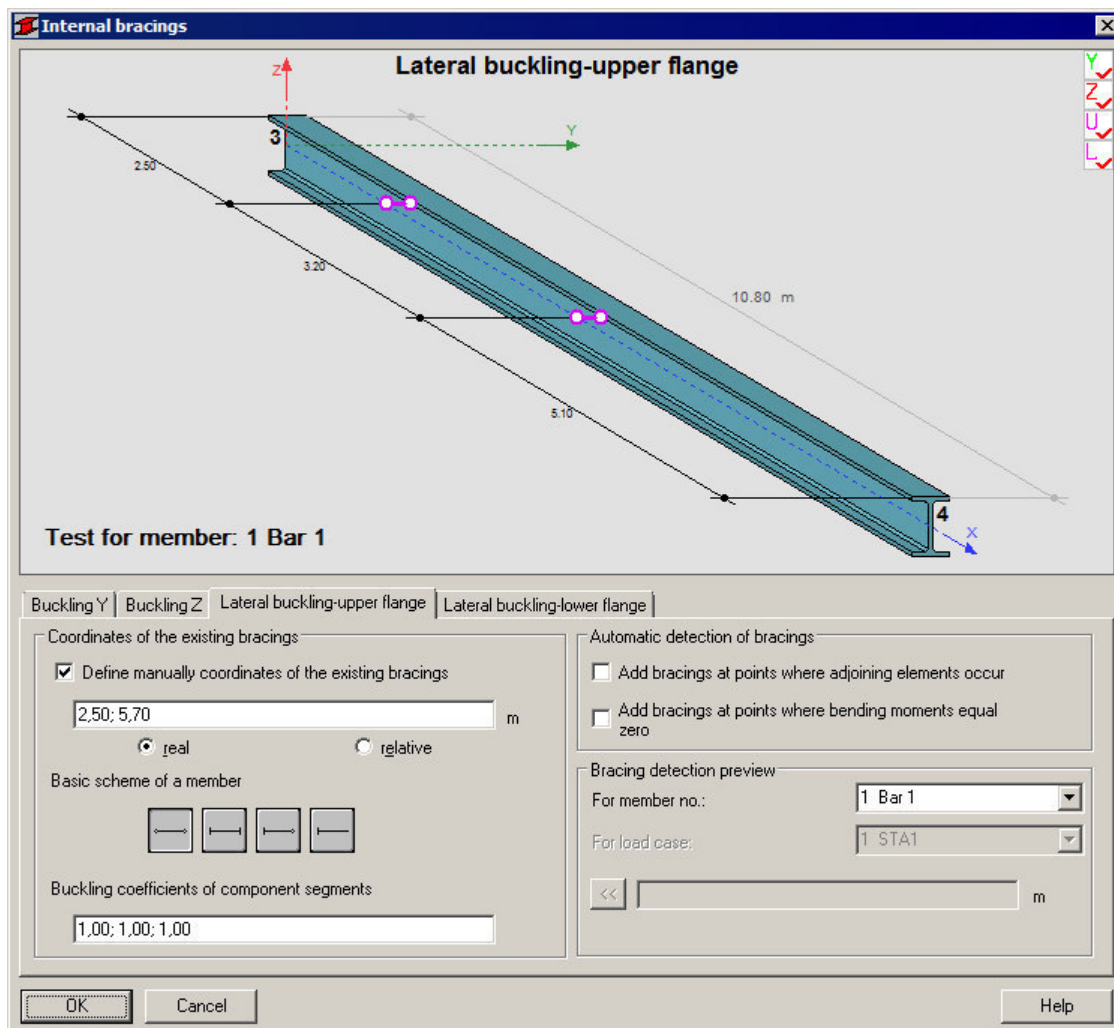 Internal bracings
Lateral buckling-upper flange
Z
Y
Y
Z
U
L
3
2.50
3.20
10.80 m
5.10
4
X
Test for member: 1 Bar 1
Buckling Y
Buckling Z
Lateral buckling-upper flange
Lateral buckling-lower flange
Coordinates of the existing bracings
Define manually coordinates of the existing bracings
2,50; 5,70
m
real
relative
Basic scheme of a member
Buckling coefficients of component segments
1,00; 1,00; 1,00
Automatic detection of bracings
Add bracings at points where adjoining elements occur
Add bracings at points where bending moments equal
zero
Bracing detection preview
For member no.:
1 Bar 1
For load case:
1 STA1
<<
m
OK
Cancel
Help